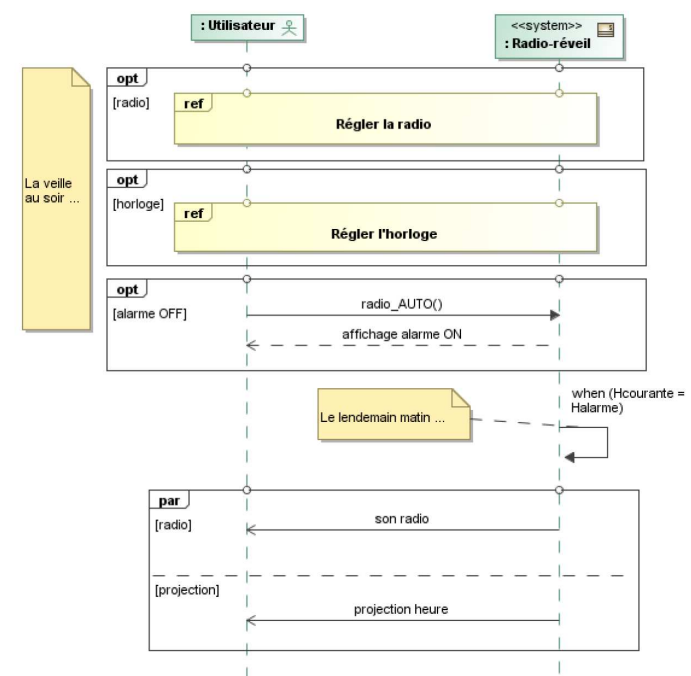 : Utilisateur
<<system>>
: Radio-réveil
opt
[radio]
ref
Régler la radio
La veille
au soir ...
opt
[horloge]
ref
Régler l'horloge
opt
[alarme OFF]
radio_AUTO()
affichage alarme ON
when (Hcourante =
Halarme)
Le lendemain matin ...
par
[radio]
son radio
[projection]
projection heure